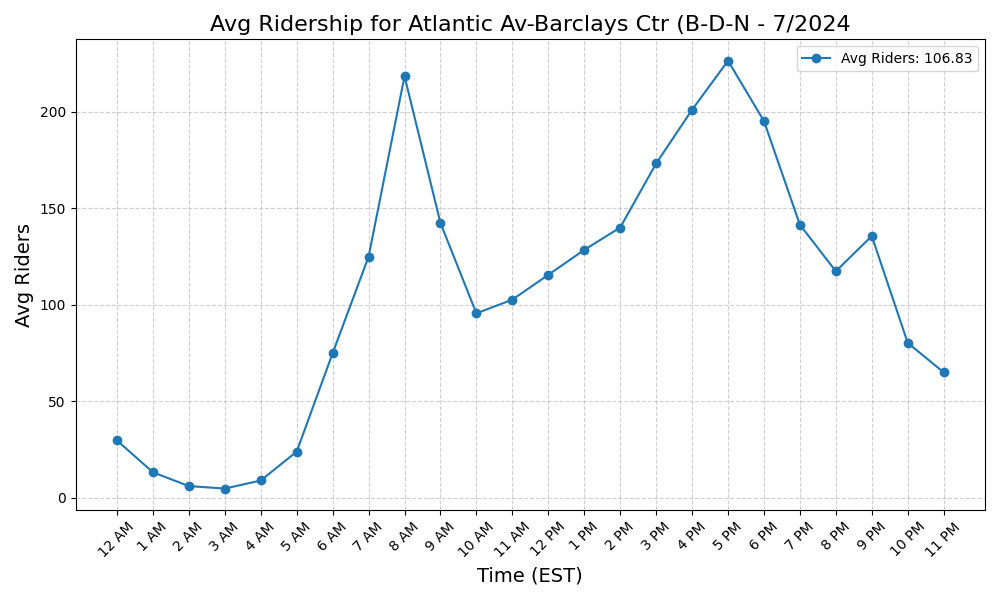 Avg Ridership for Atlantic Av-Barclays Ctr (B-D-N - 7/2024
Avg Riders: 106.83
Avg Riders
200
150
100
50
0
12 AM
1 AM
2 AM
3 AM
4 AM
5 AM
6 AM
7 AM
8 AM
9 AM
10 AM
11 AM
12 PM
1 PM
2 PM
3 PM
4 PM
5 PM
6 PM
7 PM
8 PM
9 PM
10 PM
11 PM
Time (EST)